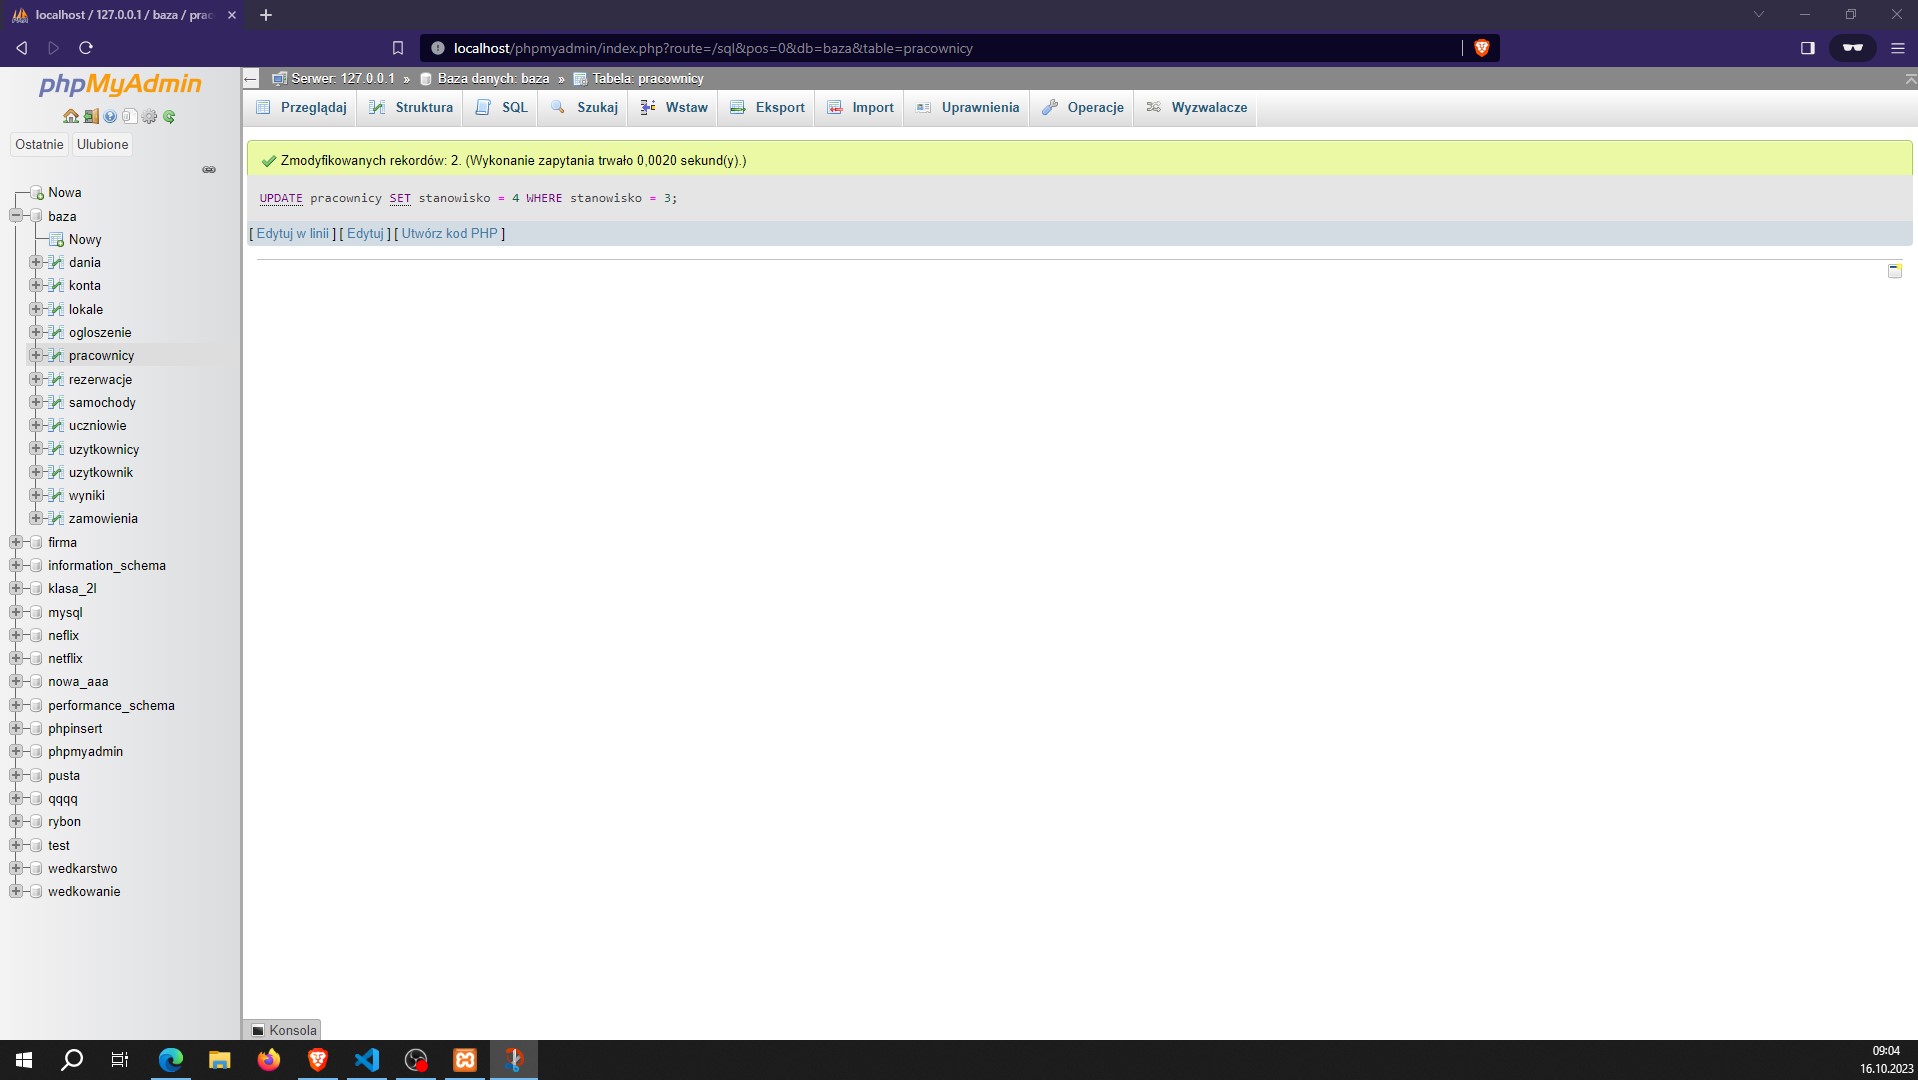 localhost / 127.0.0.1 / baza / prac
localhost/phpmyadmin/index.php?route=/sql&pos=0&db=baza&table=pracownicy
phpMyAdmin
Ostatnie Ulubione
Nowa
baza
Nowy
dania
konta
lokale
ogloszenie
pracownicy
rezerwacje
samochody
uczniowie
uzytkownicy
uzytkownik
wyniki
zamowienia
firma
information_schema
klasa_2l
mysql
neflix
netflix
nowa_aaa
performance_schema
phpinsert
phpmyadmin
pusta
qqqq
rybon
test
wedkarstwo
wedkowanie
Serwer: 127.0.0.1 » Baza danych: baza » Tabela: pracownicy
Przeglądaj Struktura SQL Szukaj Wstaw Eksport Import Uprawnienia Operacje Wyzwalacze
Zmodyfikowanych rekordów: 2. (Wykonanie zapytania trwało 0,0020 sekund(y).)
UPDATE pracownicy SET stanowisko = 4 WHERE stanowisko = 3;
[ Edytuj w linii ] [ Edytuj ] [ Utwórz kod PHP ]
Konsola
09:04
16.10.2023